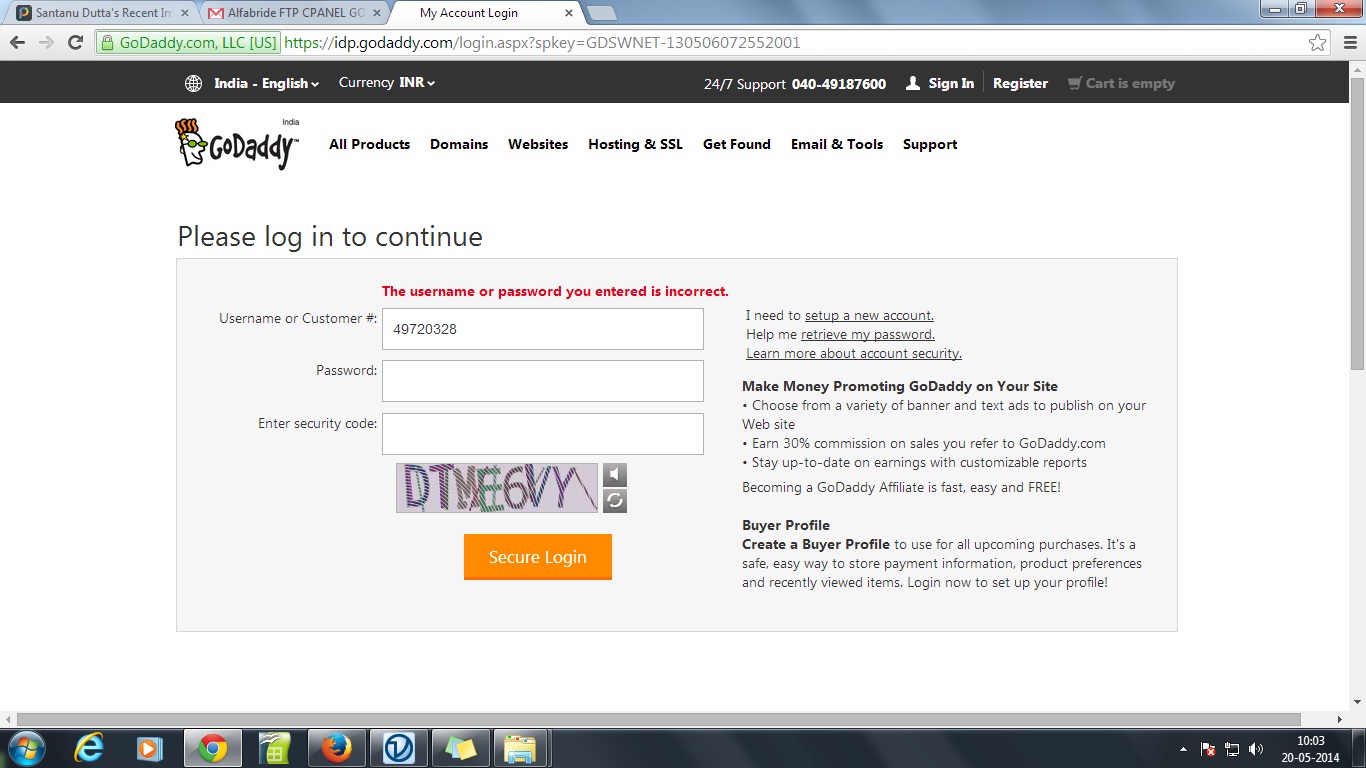 Santanu Dutta's Recent Im
Alfabride FTP CPANEL GO
My Account Login
GoDaddy.com, LLC [US] https://idp.godaddy.com/login.aspx?spkey=GDSWNET-130506072552001
India - English Currency INR 24/7 Support 040-49187600 Sign In Register Cart is empty
India
GoDaddy™ All Products Domains Websites Hosting & SSL Get Found Email & Tools Support
Please log in to continue
The username or password you entered is incorrect.
Username or Customer #: 49720328
Password:
Enter security code:
DTME6VY
Secure Login
I need to setup a new account.
Help me retrieve my password.
Learn more about account security.
Make Money Promoting GoDaddy on Your Site
• Choose from a variety of banner and text ads to publish on your
Web site
• Earn 30% commission on sales you refer to GoDaddy.com
• Stay up-to-date on earnings with customizable reports
Becoming a GoDaddy Affiliate is fast, easy and FREE!
Buyer Profile
Create a Buyer Profile to use for all upcoming purchases. It's a
safe, easy way to store payment information, product preferences
and recently viewed items. Login now to set up your profile!
10:03
20-05-2014